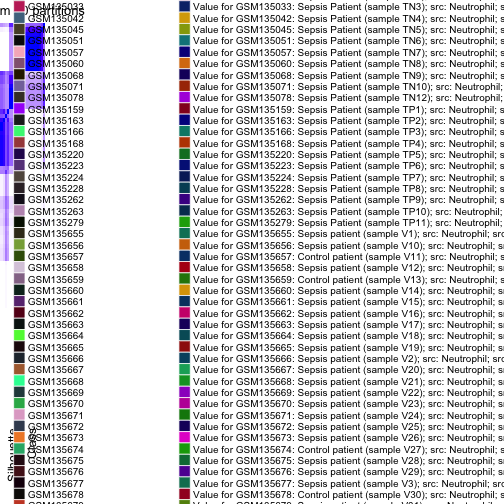 partitions
GSM135033 Value for GSM135033: Sepsis patient (sample TN3); src: Neutrophil; s
GSM135042 Value for GSM135042: Sepsis patient (sample TN4); src: Neutrophil; s
GSM135045 Value for GSM135045: Sepsis patient (sample TN5); src: Neutrophil; s
GSM135051 Value for GSM135051: Sepsis patient (sample TN6); src: Neutrophil; s
GSM135057 Value for GSM135057: Sepsis patient (sample TN7); src: Neutrophil; s
GSM135060 Value for GSM135060: Sepsis patient (sample TN8); src: Neutrophil; s
GSM135068 Value for GSM135068: Sepsis patient (sample TN9); src: Neutrophil; s
GSM135071 Value for GSM135071: Sepsis patient (sample TN10); src: Neutrophil;
GSM135078 Value for GSM135078: Sepsis patient (sample TN12); src: Neutrophil;
GSM135159 Value for GSM135159: Sepsis patient (sample TP1); src: Neutrophil; s
GSM135163 Value for GSM135163: Sepsis patient (sample TP2); src: Neutrophil; s
GSM135166 Value for GSM135166: Sepsis patient (sample TP3); src: Neutrophil; s
GSM135168 Value for GSM135168: Sepsis patient (sample TP4); src: Neutrophil; s
GSM135220 Value for GSM135220: Sepsis patient (sample TP5); src: Neutrophil; s
GSM135223 Value for GSM135223: Sepsis patient (sample TP6); src: Neutrophil; s
GSM135224 Value for GSM135224: Sepsis patient (sample TP7); src: Neutrophil; s
GSM135228 Value for GSM135228: Sepsis patient (sample TP8); src: Neutrophil; s
GSM135262 Value for GSM135262: Sepsis patient (sample TP9); src: Neutrophil; s
GSM135263 Value for GSM135263: Sepsis patient (sample TP10); src: Neutrophil;
GSM135279 Value for GSM135279: Sepsis patient (sample TP11); src: Neutrophil;
GSM135655 Value for GSM135655: Sepsis patient (sample V1); src: Neutrophil; src
GSM135656 Value for GSM135656: Sepsis patient (sample V10); src: Neutrophil; s
GSM135657 Value for GSM135657: Control patient (sample V11); src: Neutrophil; s
GSM135658 Value for GSM135658: Sepsis patient (sample V12); src: Neutrophil; s
GSM135659 Value for GSM135659: Control patient (sample V13); src: Neutrophil; s
GSM135660 Value for GSM135660: Sepsis patient (sample V14); src: Neutrophil; s
GSM135661 Value for GSM135661: Sepsis patient (sample V15); src: Neutrophil; s
GSM135662 Value for GSM135662: Sepsis patient (sample V16); src: Neutrophil; s
GSM135663 Value for GSM135663: Sepsis patient (sample V17); src: Neutrophil; s
GSM135664 Value for GSM135664: Sepsis patient (sample V18); src: Neutrophil; s
GSM135665 Value for GSM135665: Sepsis patient (sample V19); src: Neutrophil; s
GSM135666 Value for GSM135666: Sepsis patient (sample V2); src: Neutrophil; src
GSM135667 Value for GSM135667: Sepsis patient (sample V20); src: Neutrophil; s
GSM135668 Value for GSM135668: Sepsis patient (sample V21); src: Neutrophil; s
GSM135669 Value for GSM135669: Sepsis patient (sample V22); src: Neutrophil; s
GSM135670 Value for GSM135670: Sepsis patient (sample V23); src: Neutrophil; s
GSM135671 Value for GSM135671: Sepsis patient (sample V24); src: Neutrophil; s
GSM135672 Value for GSM135672: Sepsis patient (sample V25); src: Neutrophil; s
GSM135673 Value for GSM135673: Sepsis patient (sample V26); src: Neutrophil; s
GSM135674 Value for GSM135674: Control patient (sample V27); src: Neutrophil; s
GSM135675 Value for GSM135675: Sepsis patient (sample V28); src: Neutrophil; s
GSM135676 Value for GSM135676: Sepsis patient (sample V29); src: Neutrophil; s
GSM135677 Value for GSM135677: Sepsis patient (sample V3); src: Neutrophil; src
GSM135678 Value for GSM135678: Control patient (sample V30); src: Neutrophil; s
Silhouette